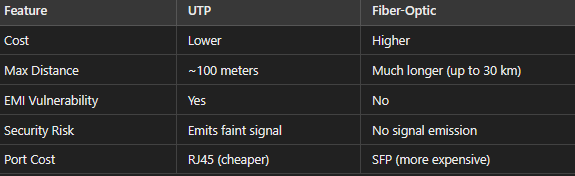 Feature UTP Fiber-Optic
Cost Lower Higher
Max Distance ~100 meters Much longer (up to 30 km)
EMI Vulnerability Yes No
Security Risk Emits faint signal No signal emission
Port Cost RJ45 (cheaper) SFP (more expensive)